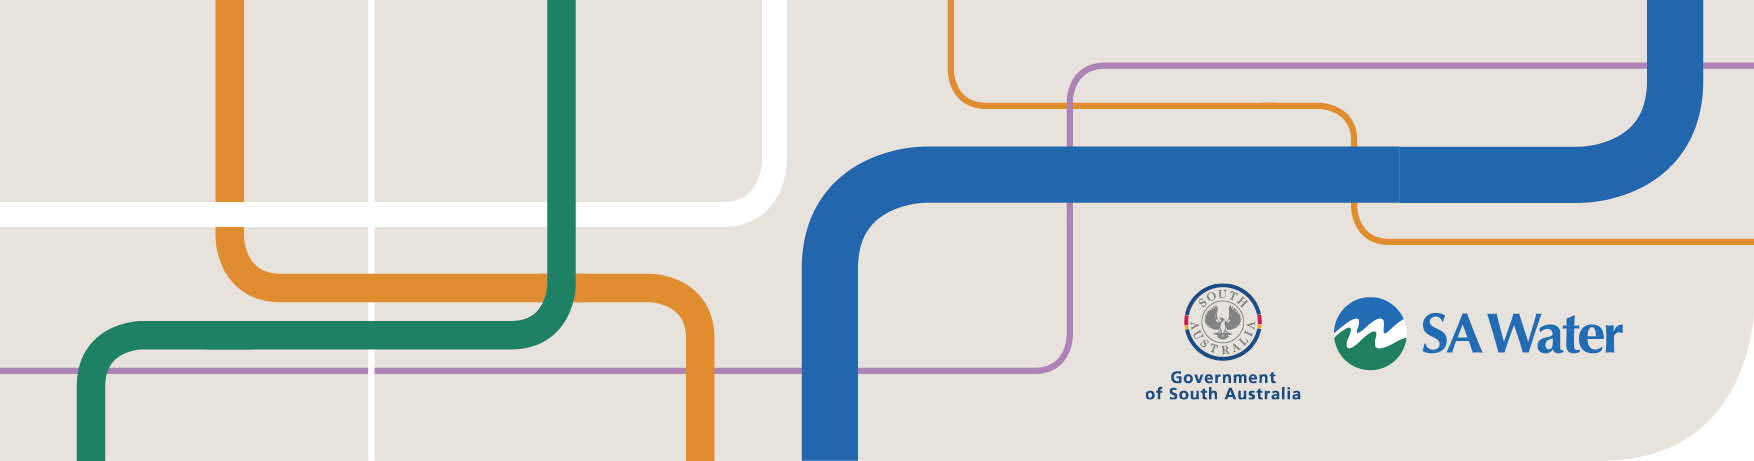 SOUTH
AUSTRALIA
Government
of South Australia
SA Water